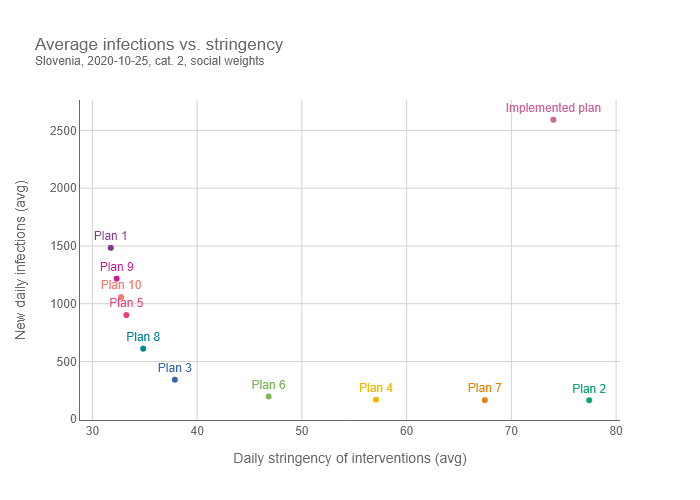 Average infections vs. stringency
Slovenia, 2020-10-25, cat. 2, social weights
Implemented plan
2500
2000
Plan 1
1500
Plan 9
Plan 10
Plan 5
1000
Plan 8
Plan 3
500
Plan 6
Plan 4
Plan 7
Plan 2
0
30
40
50
60
70
80
New daily infections (avg)
Daily stringency of interventions (avg)